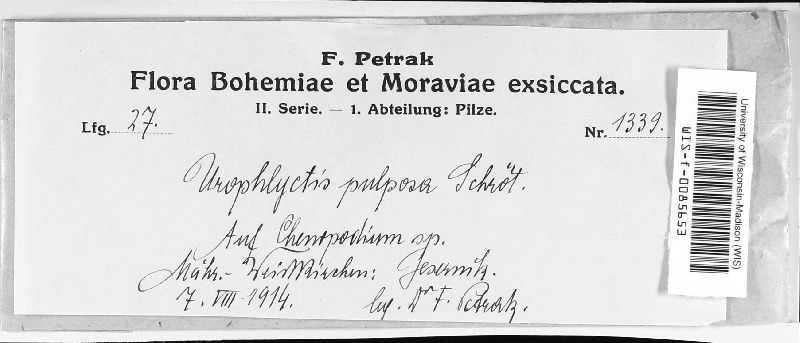 F. Petrak
Flora Bohemiae et Moraviae exsiccata.
II. Serie. — 1. Abteilung: Pilze.
Lfg. 27.
Nr. 1339.
Urophlyctis pulposa Schröt.
Auf Chenopodium sp.
Mähr.-Weisskirchen: Jesernik.
7. VIII. 1914. leg. Dr F. Petrak.
University of Wisconsin-Madison (WIS)
WIS-f-0085653